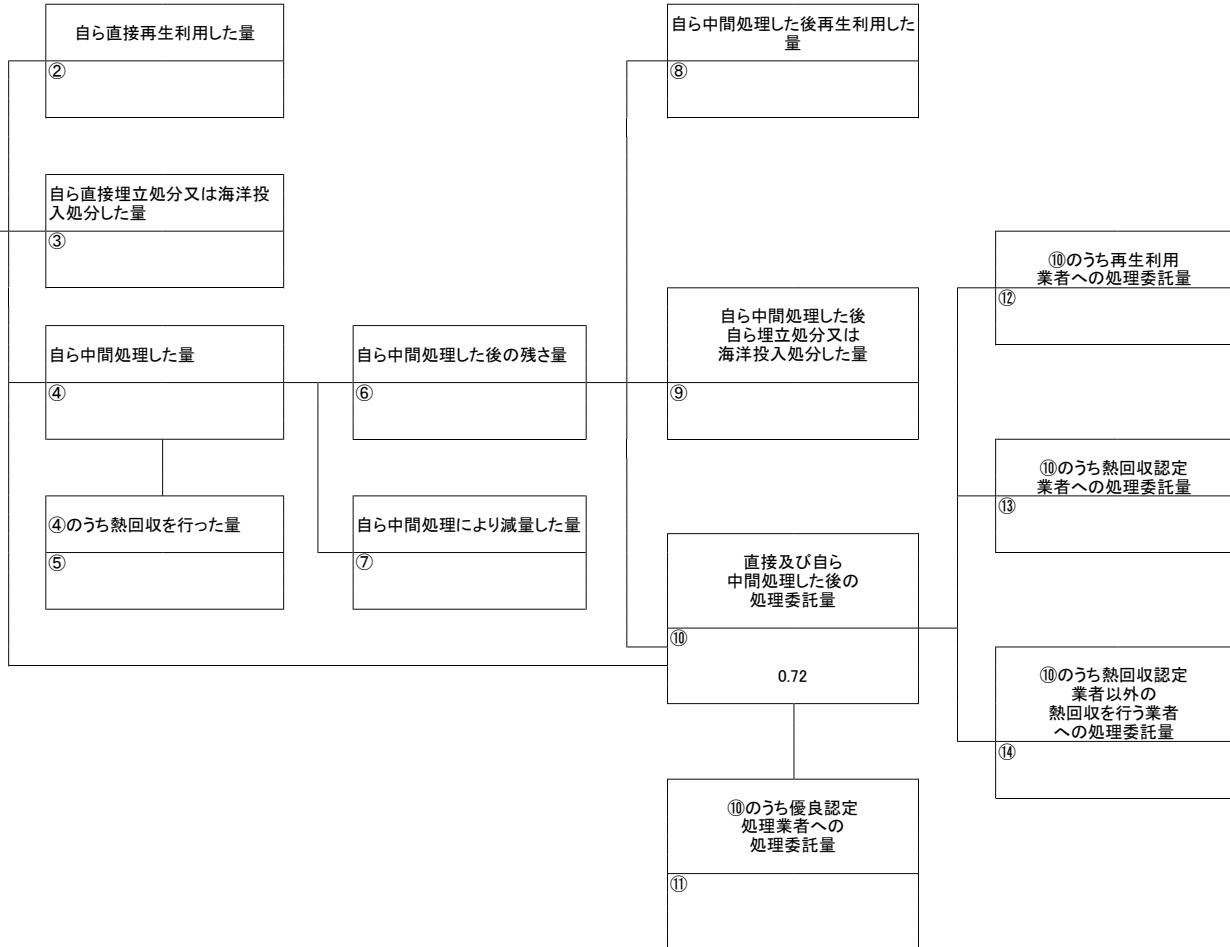 自ら直接再生利用した量
②
自ら直接埋立処分又は海洋投
入処分した量
③
自ら中間処理した量
④
④のうち熱回収を行った量
⑤
自ら中間処理した後の残さ量
⑥
自ら中間処理により減量した量
⑦
自ら中間処理した後再生利用した
量
⑧
自ら中間処理した後
自ら埋立処分又は
海洋投入処分した量
⑨
直接及び自ら
中間処理した後の
処理委託量
⑩
0.72
⑩のうち優良認定
処理業者への
処理委託量
⑪
⑩のうち再生利用
業者への処理委託量
⑫
⑩のうち熱回収認定
業者への処理委託量
⑬
⑩のうち熱回収認定
業者以外の
熱回収を行う業者
への処理委託量
⑭